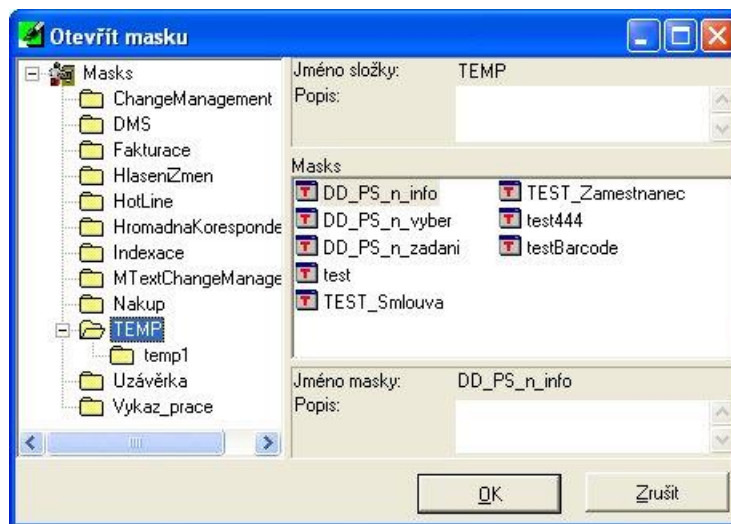 Otevřít masku
Masks
ChangeManagement
DMS
Fakturace
HlaseniZmen
HotLine
HromadnaKoresponde
Indexace
MTextChangeManage
Nakup
TEMP
temp1
Uzávěrka
Vykaz_prace
Jméno složky: TEMP
Popis:
Masks
DD_PS_n_info TEST_Zamestnanec
DD_PS_n_vyber test444
DD_PS_n_zadani testBarcode
test
TEST_Smlouva
Jméno masky: DD_PS_n_info
Popis:
OK Zrušit